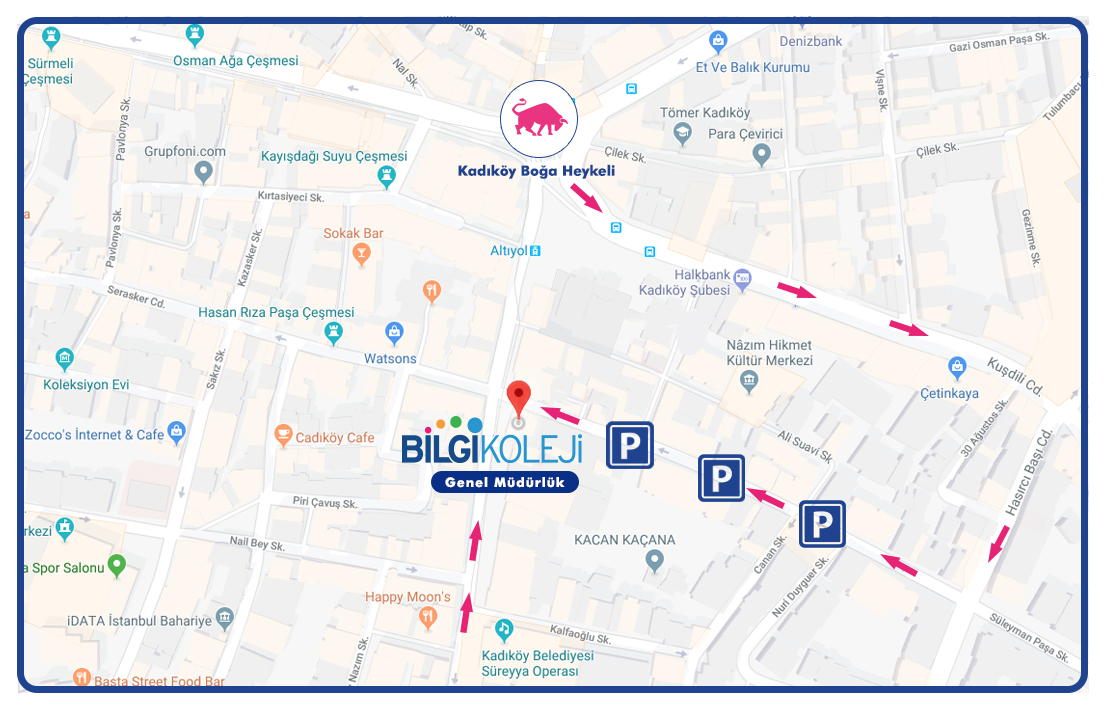 Sürmeli
Çeşmesi
Osman Ağa Çeşmesi
Nal Sk.
Denizbank
Et Ve Balık Kurumu
Gazi Osman Paşa Sk.
Vişne Sk.
Tulumbacı
Pavlonya Sk.
Grupfoni.com
Kayışdağı Suyu Çeşmesi
Kadıköy Boğa Heykeli
Tömer Kadıköy
Para Çevirici
Çilek Sk.
Çilek Sk.
Kırtasiyeci Sk.
Pavlonya Sk.
Kazasker Sk.
Sokak Bar
Altıyol
Gezinme Sk.
Halkbank
Kadıköy Şubesi
Serasker Cd.
Hasan Rıza Paşa Çeşmesi
Watsons
Nâzım Hikmet
Kültür Merkezi
Koleksiyon Evi
Sakız Sk.
Kuşdili Cd.
Çetinkaya
Zocco's İnternet & Cafe
Cadıköy Cafe
BİLGİKOLEJİ
Genel Müdürlük
P
P
P
Ali Suavi Sk.
30 Ağustos Sk.
Hasırcı Başı Cd.
Piri Çavuş Sk.
rkezi
Nail Bey Sk.
KACAN KAÇANA
Canan Sk.
Nuri Duyguer Sk.
a Spor Salonu
iDATA İstanbul Bahariye
Happy Moon's
Kalfaoğlu Sk.
Süleyman Paşa Sk.
Nazım Sk.
Kadıköy Belediyesi
Süreyya Operası
Basta Street Food Bar